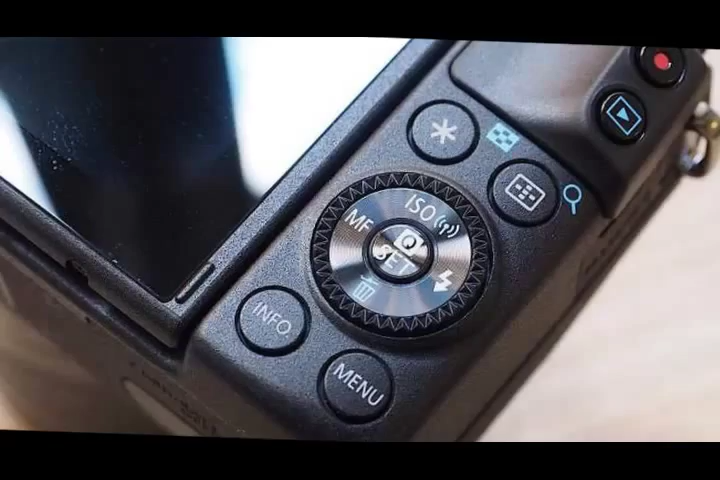 ISO
MF
Q
SET
INFO.
MENU